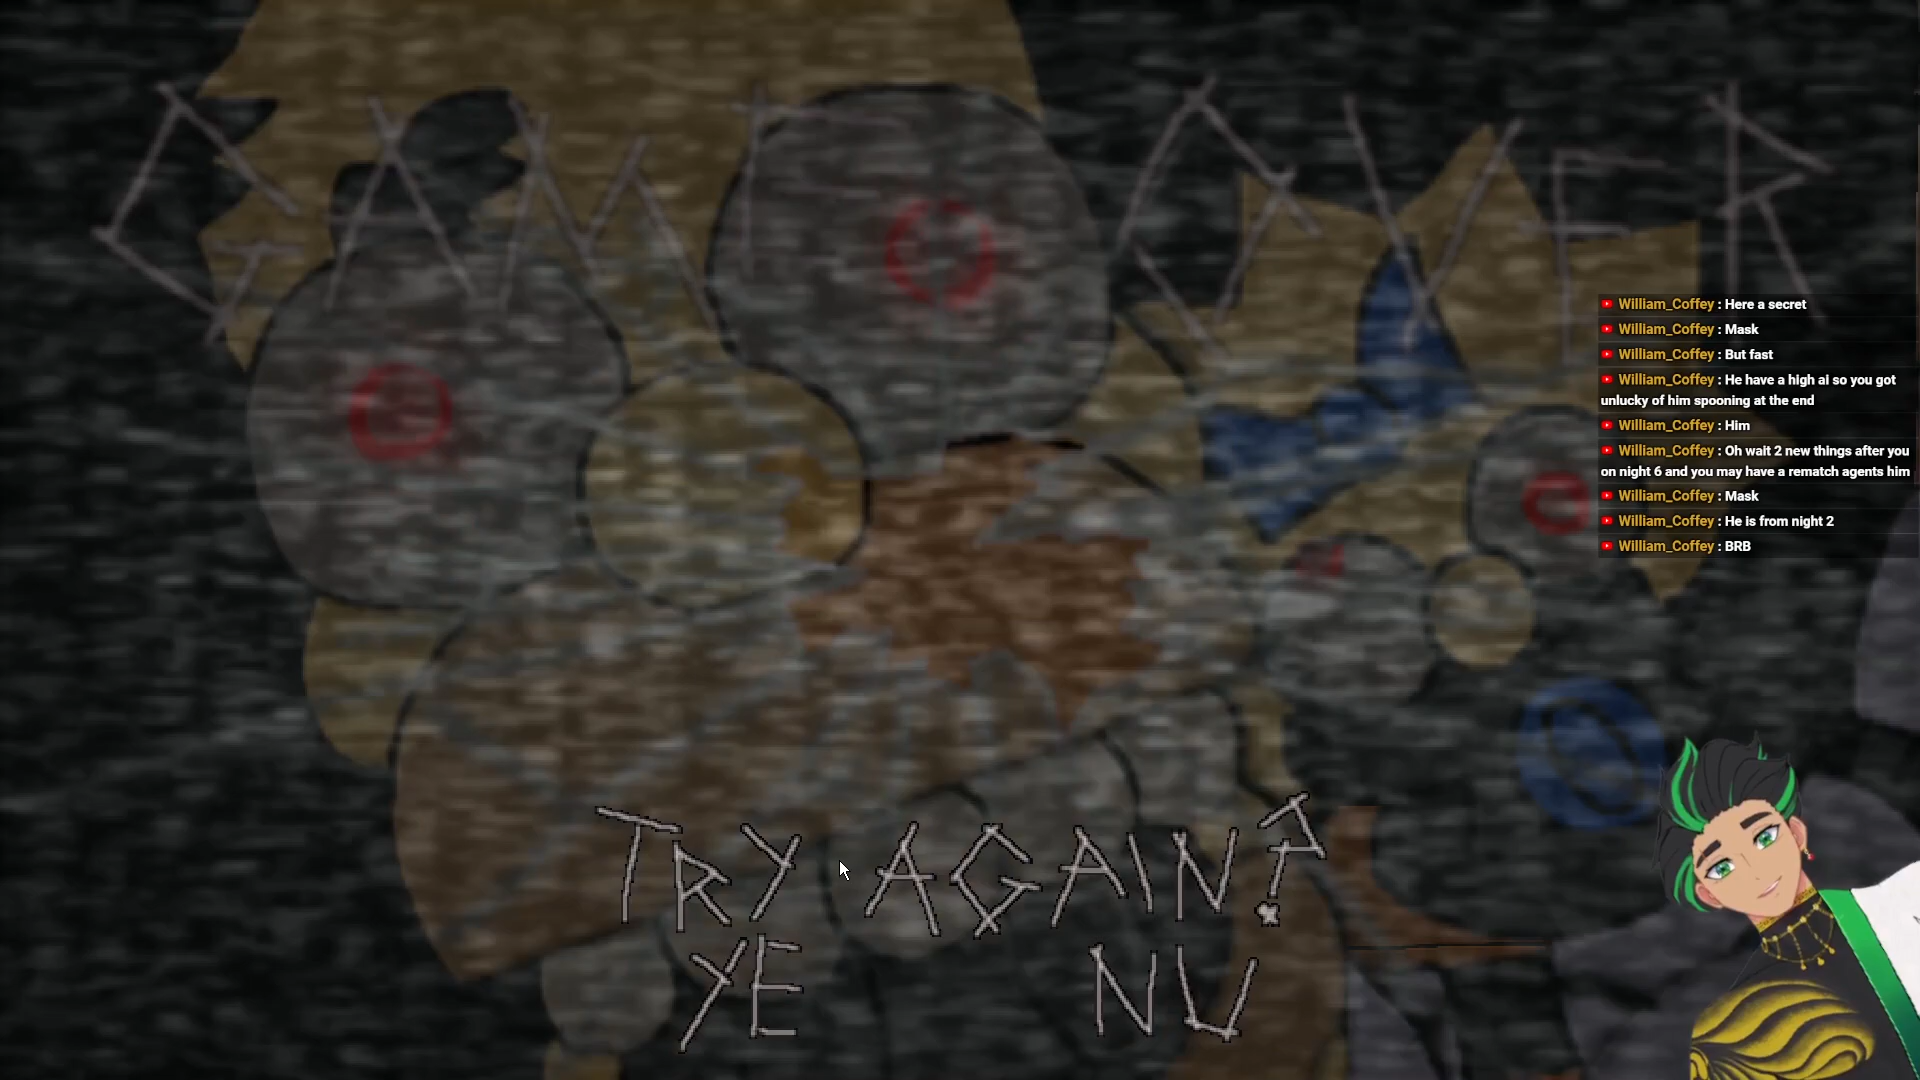 GAME OVER
William_Coffey : Here a secret
William_Coffey : Mask
William_Coffey : But fast
William_Coffey : He have a high ai so you got
unlucky of him spooning at the end
William_Coffey : Him
William_Coffey : Oh wait 2 new things after you
on night 6 and you may have a rematch agents him
William_Coffey : Mask
William_Coffey : He is from night 2
William_Coffey : BRB
TRY AGAIN?
YE NU